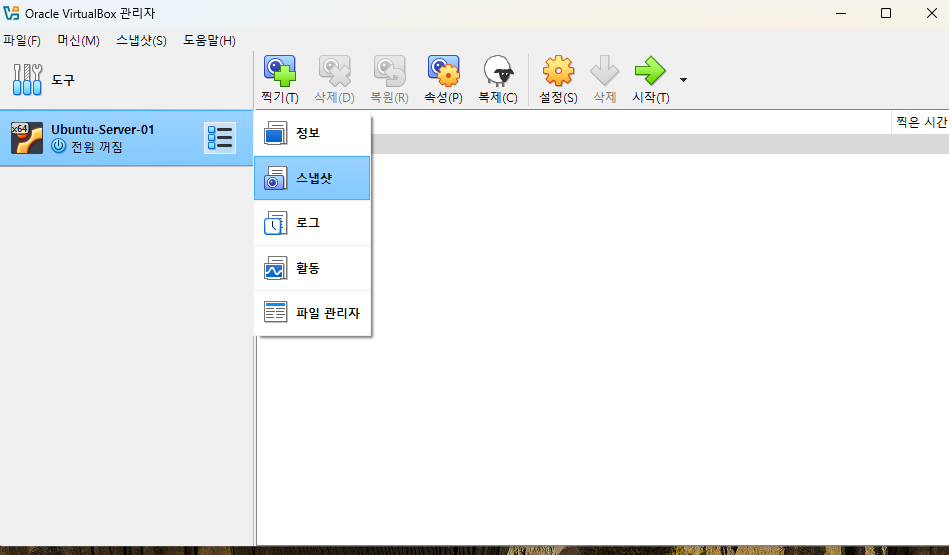 Oracle VirtualBox 관리자
파일(F) 머신(M) 스냅샷(S) 도움말(H)
도구
찍기(T) 삭제(D) 복원(R) 속성(P) 복제(C) 설정(S) 삭제 시작(T)
x64
Ubuntu-Server-01
전원 꺼짐
정보
스냅샷
로그
활동
파일 관리자
찍은 시간